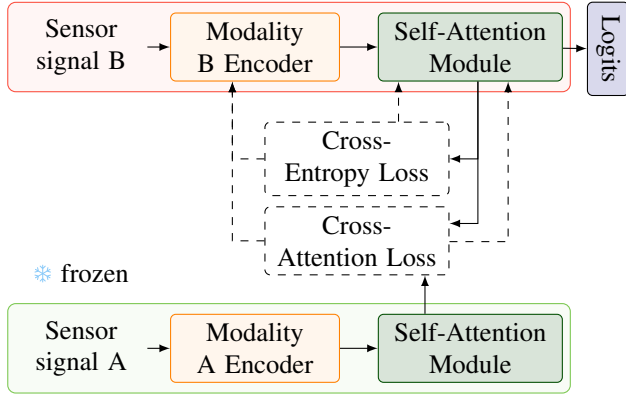 Sensor
signal B
Modality
B Encoder
Self-Attention
Module
Logits
Cross-
Entropy Loss
Cross-
Attention Loss
frozen
Sensor
signal A
Modality
A Encoder
Self-Attention
Module